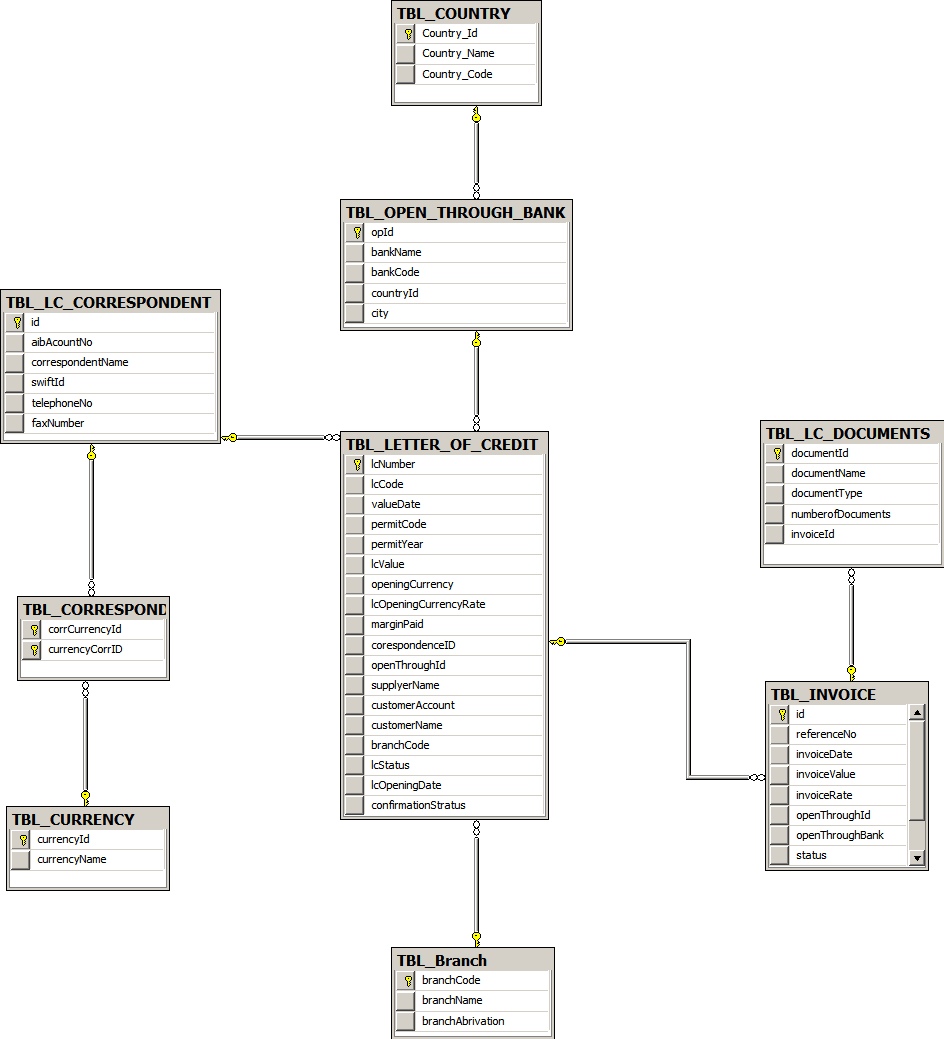 TBL_COUNTRY
Country_Id
Country_Name
Country_Code
TBL_OPEN_THROUGH_BANK
opId
bankName
bankCode
countryId
city
TBL_LC_CORRESPONDENT
id
aibAcountNo
correspondentName
swiftId
telephoneNo
faxNumber
TBL_LETTER_OF_CREDIT
lcNumber
lcCode
valueDate
permitCode
permitYear
lcValue
openingCurrency
lcOpeningCurrencyRate
marginPaid
corespondenceID
openThroughId
supplyerName
customerAccount
customerName
branchCode
lcStatus
lcOpeningDate
confirmationStratus
TBL_LC_DOCUMENTS
documentId
documentName
documentType
numberofDocuments
invoiceId
TBL_CORRESPOND
corrCurrencyId
currencyCorrID
TBL_INVOICE
id
referenceNo
invoiceDate
invoiceValue
invoiceRate
openThroughId
openThroughBank
status
TBL_CURRENCY
currencyId
currencyName
TBL_Branch
branchCode
branchName
branchAbrivation